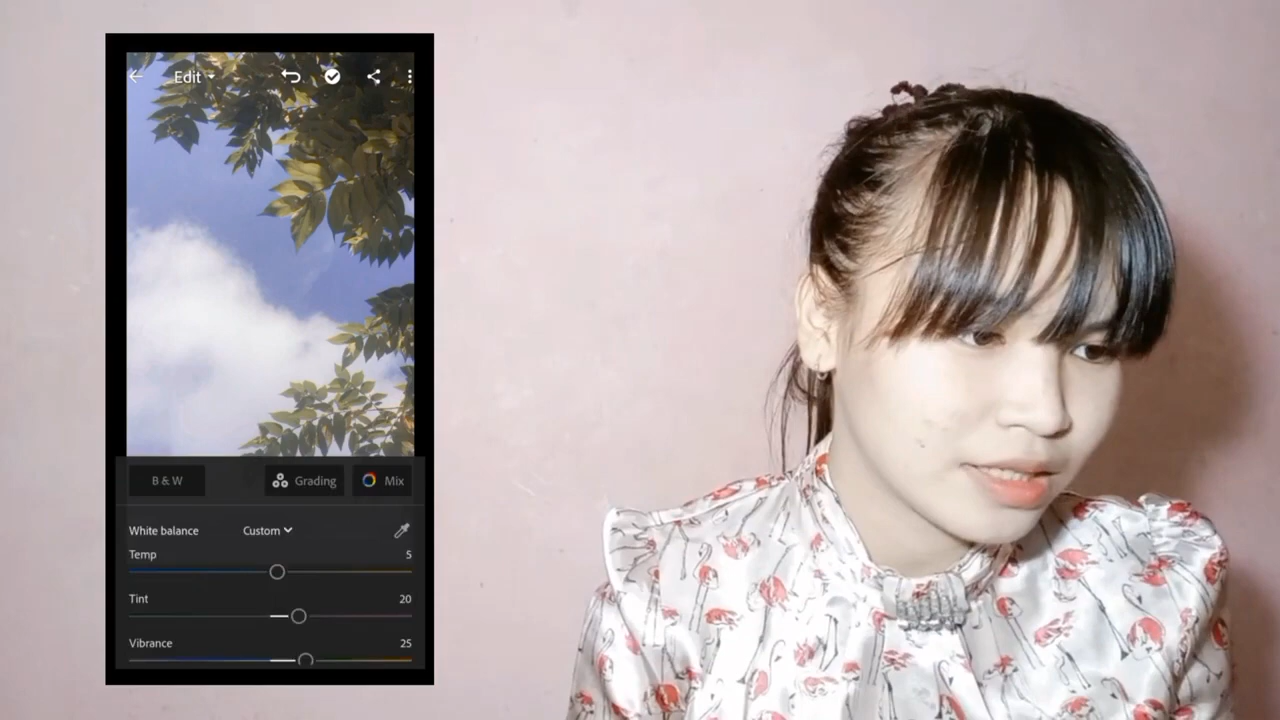 Edit
B & W Grading Mix
White balance Custom
Temp 5
Tint 20
Vibrance 25